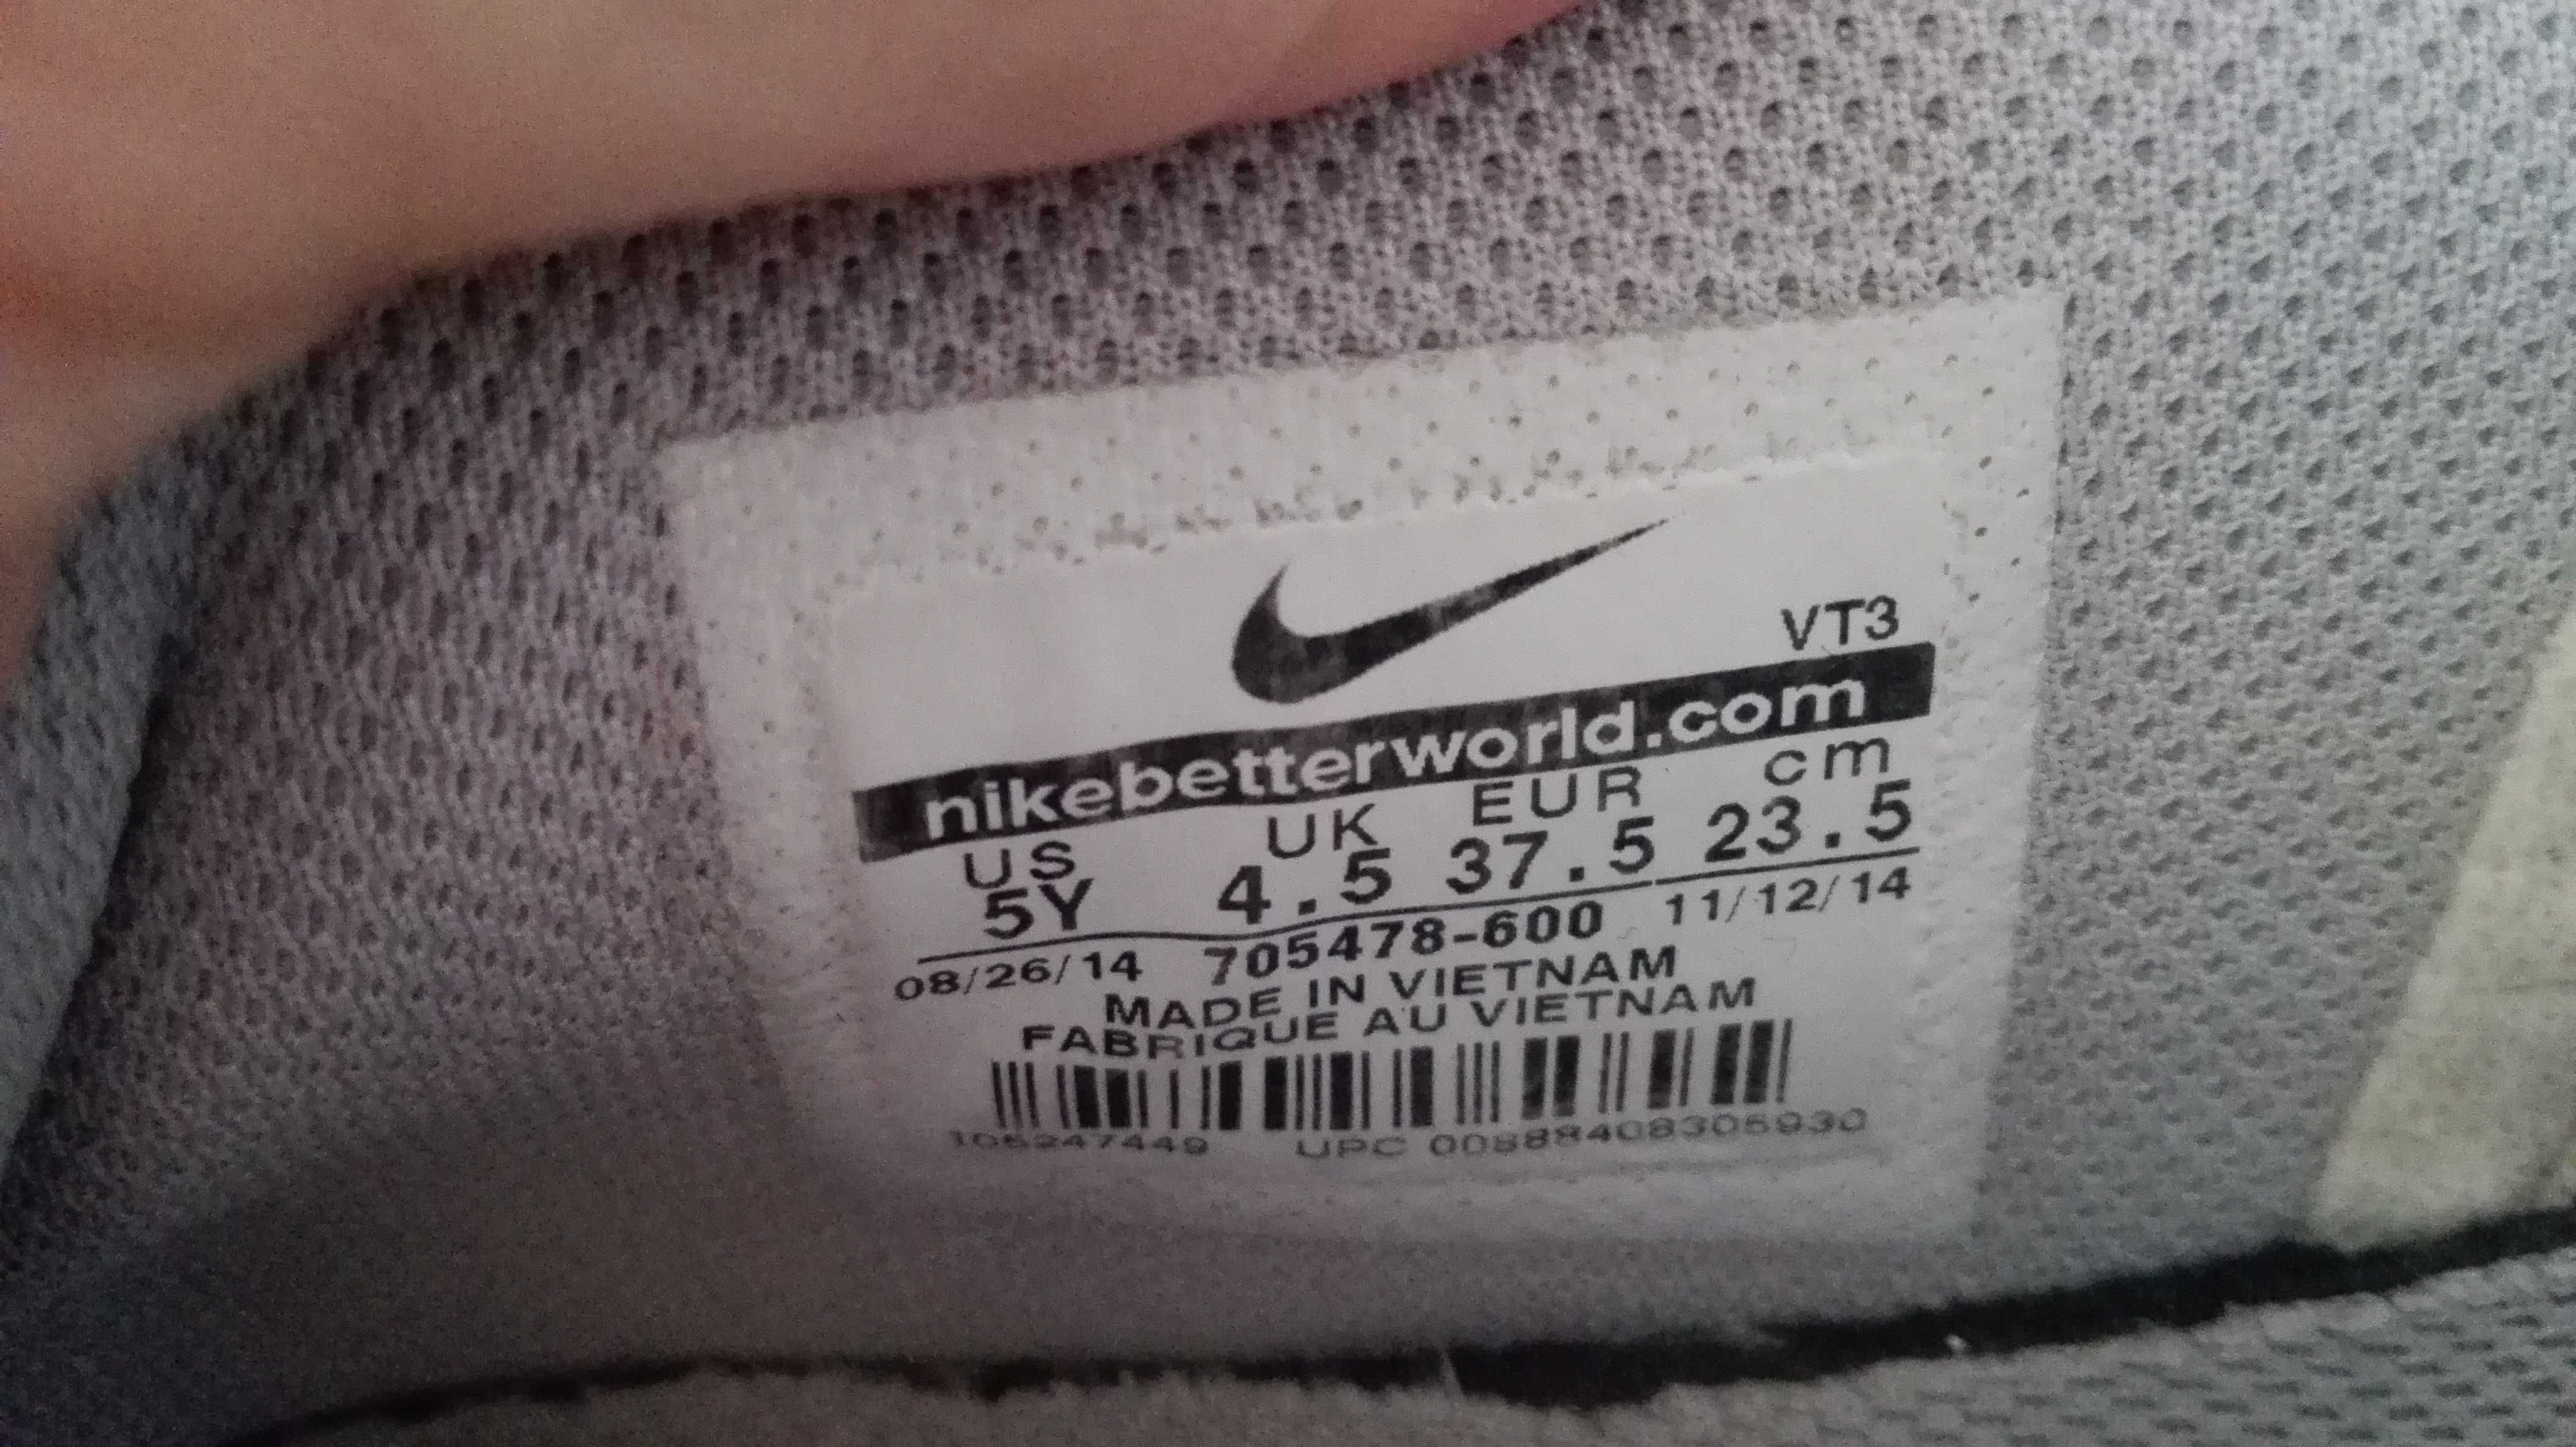 VT3
nikebetterworld.com
US UK EUR cm
5Y 4.5 37.5 23.5
08/26/14 705478-600 11/12/14
MADE IN VIETNAM
FABRIQUE AU VIETNAM
UPC 00888408305930